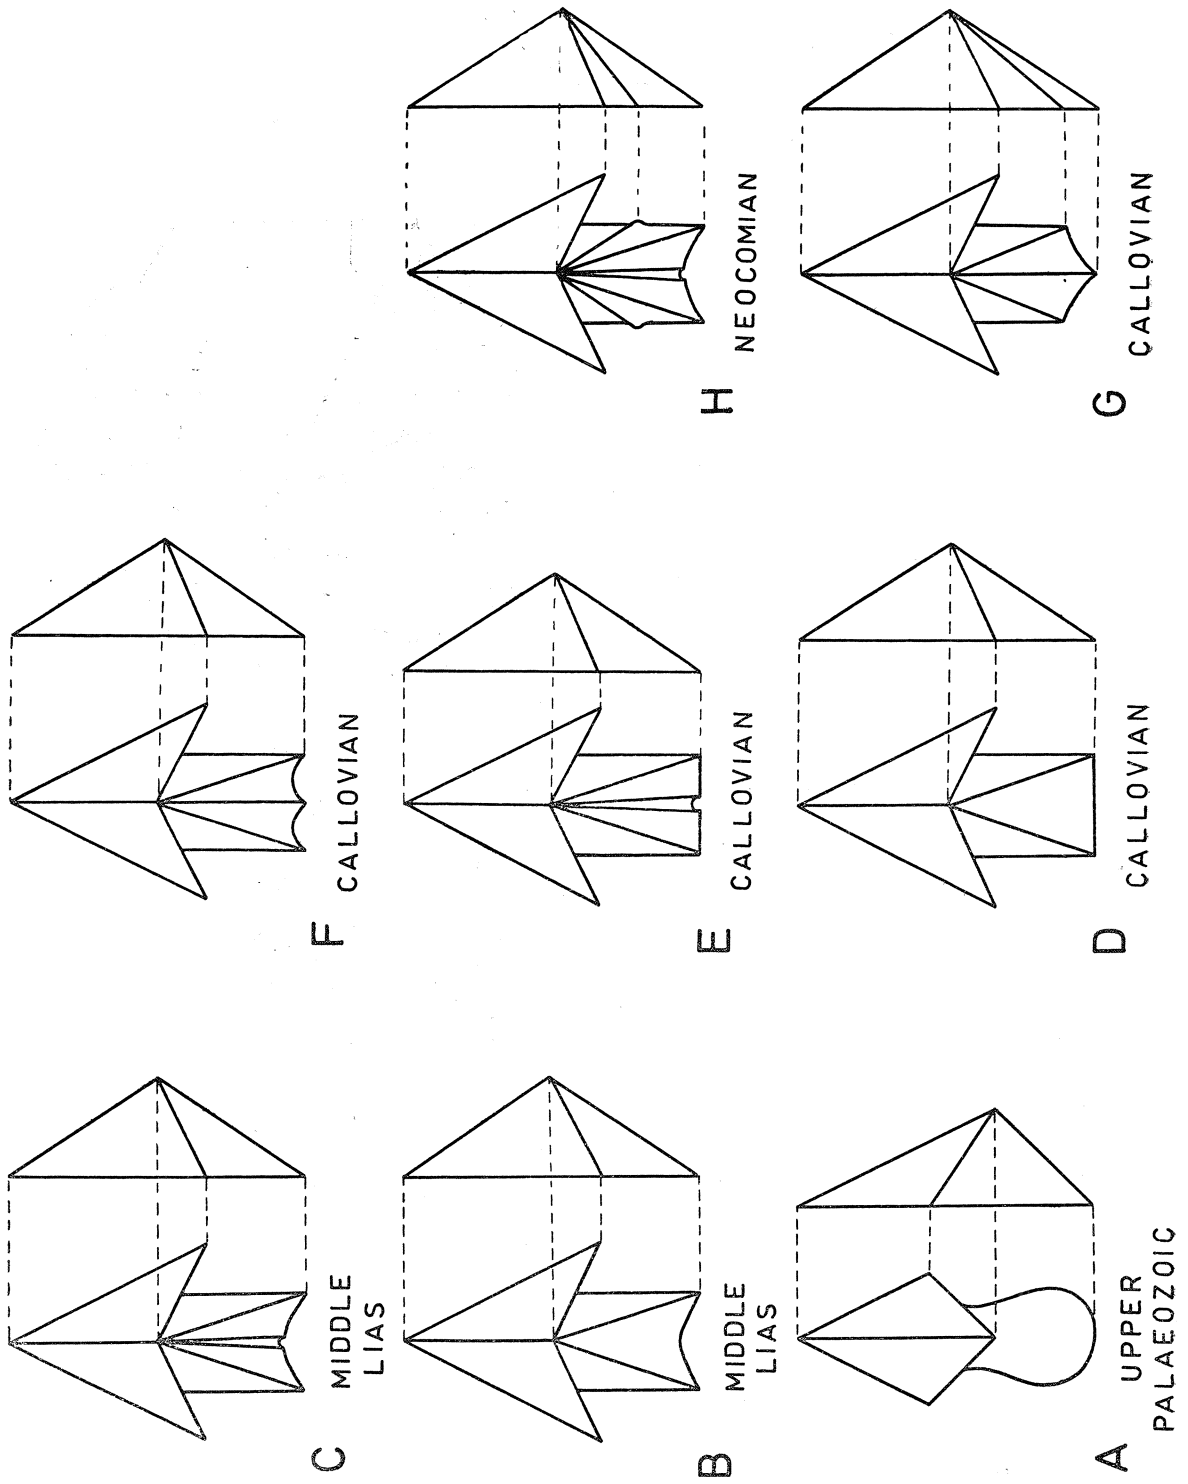 H
NEOCOMIAN
G
CALLOVIAN
F
CALLOVIAN
E
CALLOVIAN
D
CALLOVIAN
C
MIDDLE
LIAS
B
MIDDLE
LIAS
A
UPPER
PALAEOZOIC